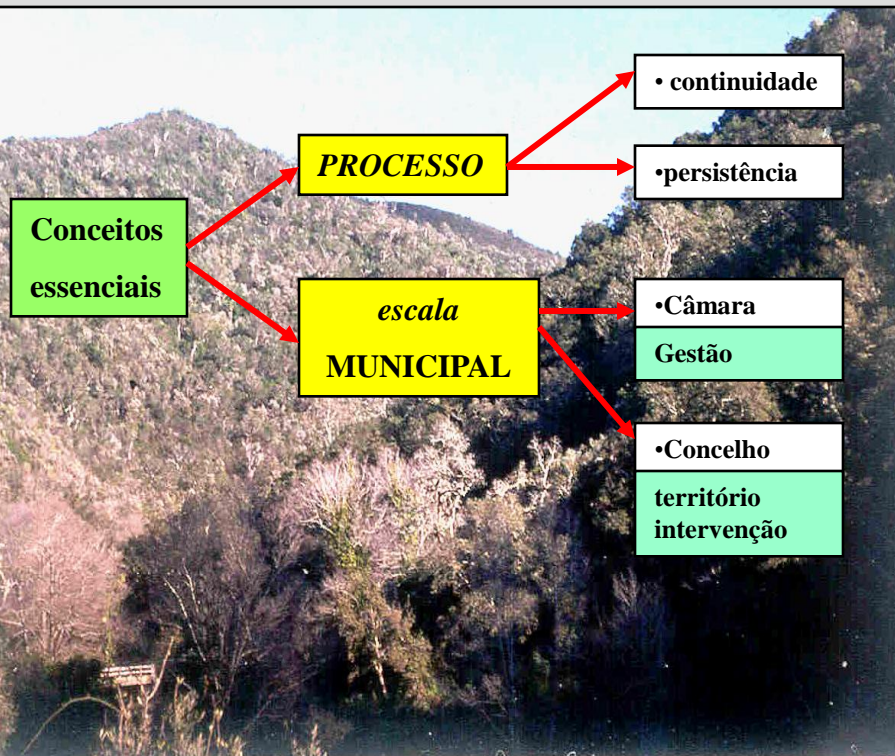 Conceitos
essenciais
PROCESSO
• continuidade
•persistência
escala
MUNICIPAL
•Câmara
Gestão
•Concelho
território
intervenção